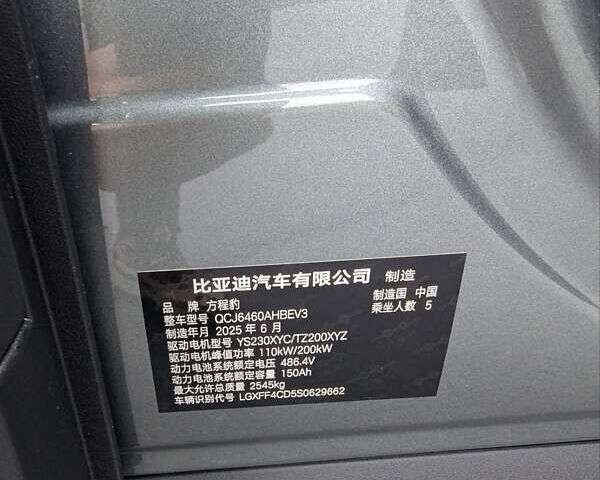 比亚迪汽车有限公司 制造
品 牌 方程豹 制造国 中国
整车型号 QCJ6460AHBEV3 乘坐人数 5
制造年月 2025 年 6 月
驱动电机型号 YS230XYC/TZ200XYZ
驱动电机峰值功率 110kW/200kW
动力电池系统额定电压 486.4V
动力电池系统额定容量 150Ah
最大允许总质量 2545kg
车辆识别代号 LGXFF4CD5S0629662